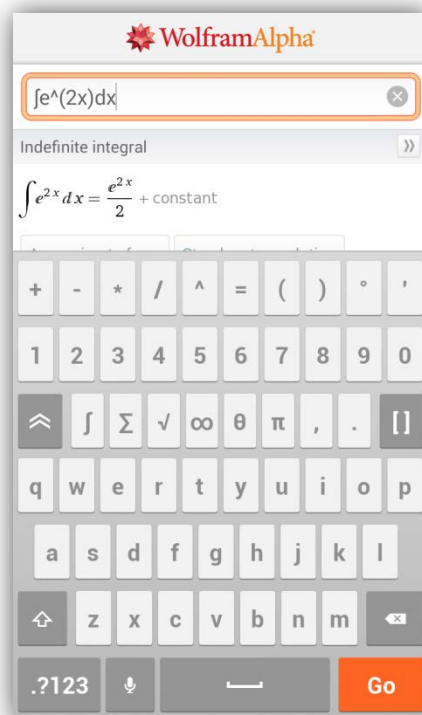 WolframAlpha
∫e^(2x)dx
Indefinite integral
∫ e^(2x) dx = e^(2x)/2 + constant
+ - * / ^ = ( ) ° '
1 2 3 4 5 6 7 8 9 0
∫ Σ √ ∞ θ π , . [ ]
q w e r t y u i o p
a s d f g h j k l
z x c v b n m
.?123 Go